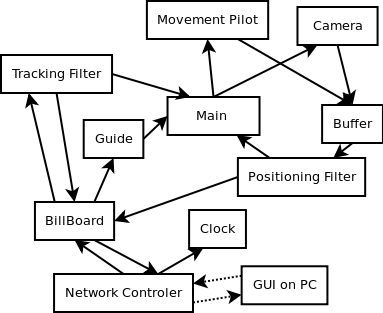 Movement Pilot
Camera
Tracking Filter
Main
Buffer
Guide
Positioning Filter
BillBoard
Clock
Network Controler
GUI on PC